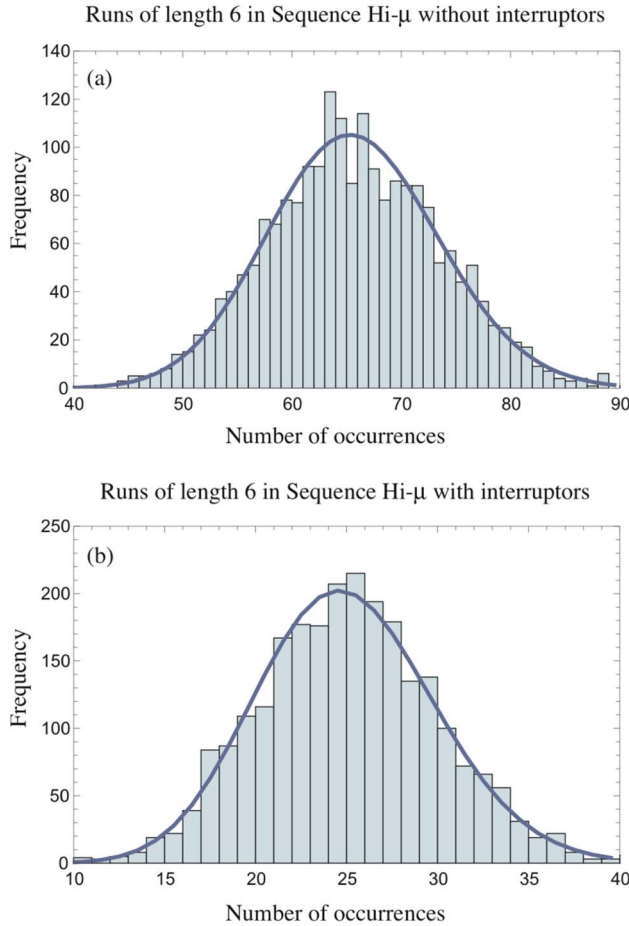 Runs of length 6 in Sequence Hi-μ without interruptors
(a)
Frequency
140
120
100
80
60
40
20
0
40 50 60 70 80 90
Number of occurrences
Runs of length 6 in Sequence Hi-μ with interruptors
(b)
Frequency
250
200
150
100
50
0
10 15 20 25 30 35 40
Number of occurrences